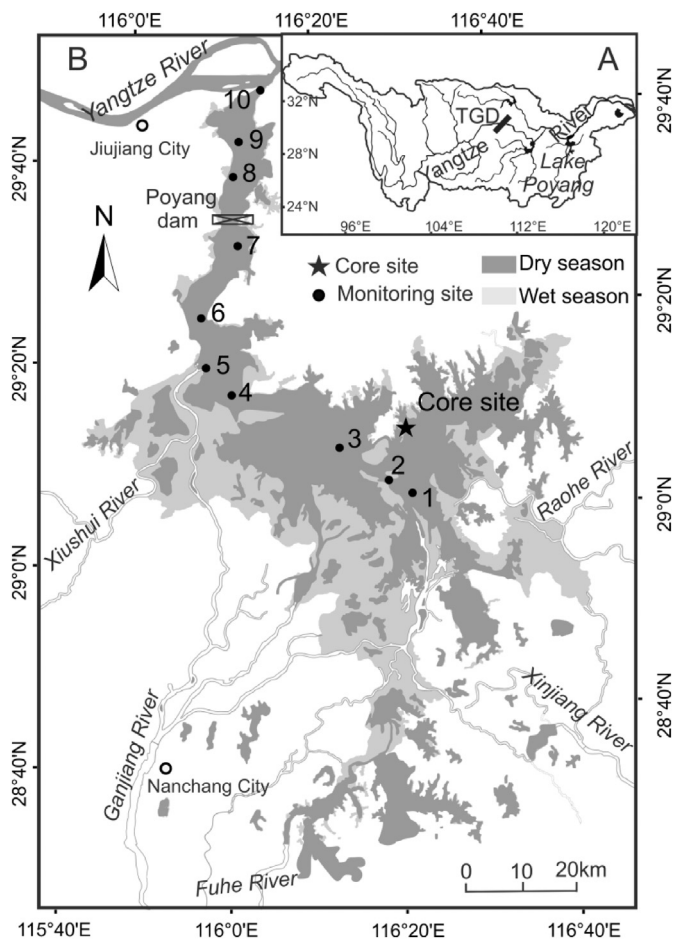 116°0′E
116°20′E
116°40′E
B
A
Yangtze River
10
32°N
TGD
River
29°40′N
Jiujiang City
9
28°N
Yangtze
Lake
Poyang
29°40′N
8
Poyang
dam
24°N
96°E
104°E
112°E
120°E
N
7
Core site
Dry season
Monitoring site
Wet season
29°20′N
6
29°20′N
5
4
Core site
3
2
1
Raohe River
29°0′N
Xiushui River
29°0′N
Xinjiang River
28°40′N
Ganjiang River
28°40′N
Nanchang City
Fuhe River
0 10 20km
115°40′E
116°0′E
116°20′E
116°40′E